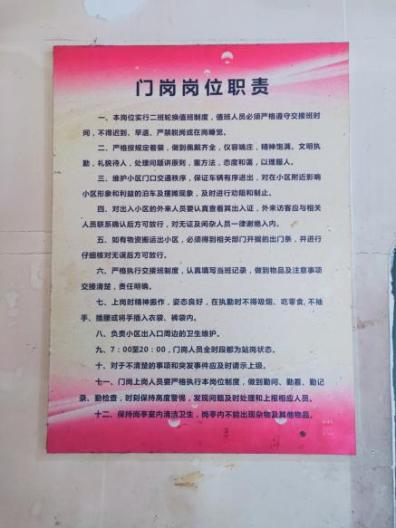 门岗岗位职责
一、本岗位实行二班轮换值班制度，值班人员必须严格遵守交接班时
间，不得迟到、早退、严禁脱岗或在岗睡觉。
二、严格按规定着装，做到佩戴齐全，仪容端庄，精神饱满，文明执
勤，礼貌待人，处理问题讲原则，重方法，态度和蔼，以理服人。
三、维护小区门口交通秩序，保证车辆有序进出，对在小区附近影响
小区形象和利益的泊车及摆摊现象，及时进行劝阻和制止。
四、对出入小区的外来人员要认真查看其出入证，外来访客应与相关
人员联系确认后方可放行，对无证及闲杂人员一律谢绝入内。
五、如有物资搬运出小区，必须得到相关部门开据的出门条，并进行
仔细核对无误后方可放行。
六、严格执行交接班制度，认真填写当班记录，做到物品及注意事项
交接清楚，责任明确。
七、上岗时精神振作，姿态良好，在执勤时不得吸烟、吃零食，不袖
手、插腰或将手插入衣袋、裤袋内。
八、负责小区出入口周边的卫生维护。
九、7：00至20：00，门岗人员全时段都为站岗状态。
十、对于不清楚的事项和突发事件应及时请示上级。
十一、门岗上岗人员要严格执行本岗位制度，做到勤问、勤看、勤记
录、勤检查，时刻保持高度警惕，发现问题及时处理和上报相应人员。
十二、保持岗亭室内清洁卫生，岗亭内不能出现杂物及其他物品。